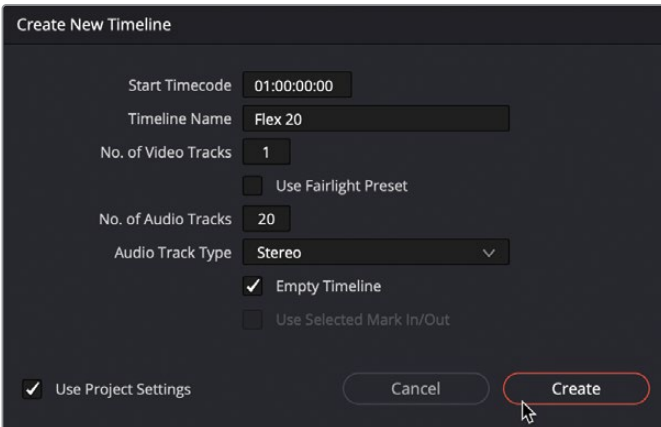 Create New Timeline
Start Timecode 01:00:00:00
Timeline Name Flex 20
No. of Video Tracks 1
Use Fairlight Preset
No. of Audio Tracks 20
Audio Track Type Stereo
Empty Timeline
Use Selected Mark In/Out
Use Project Settings Cancel Create